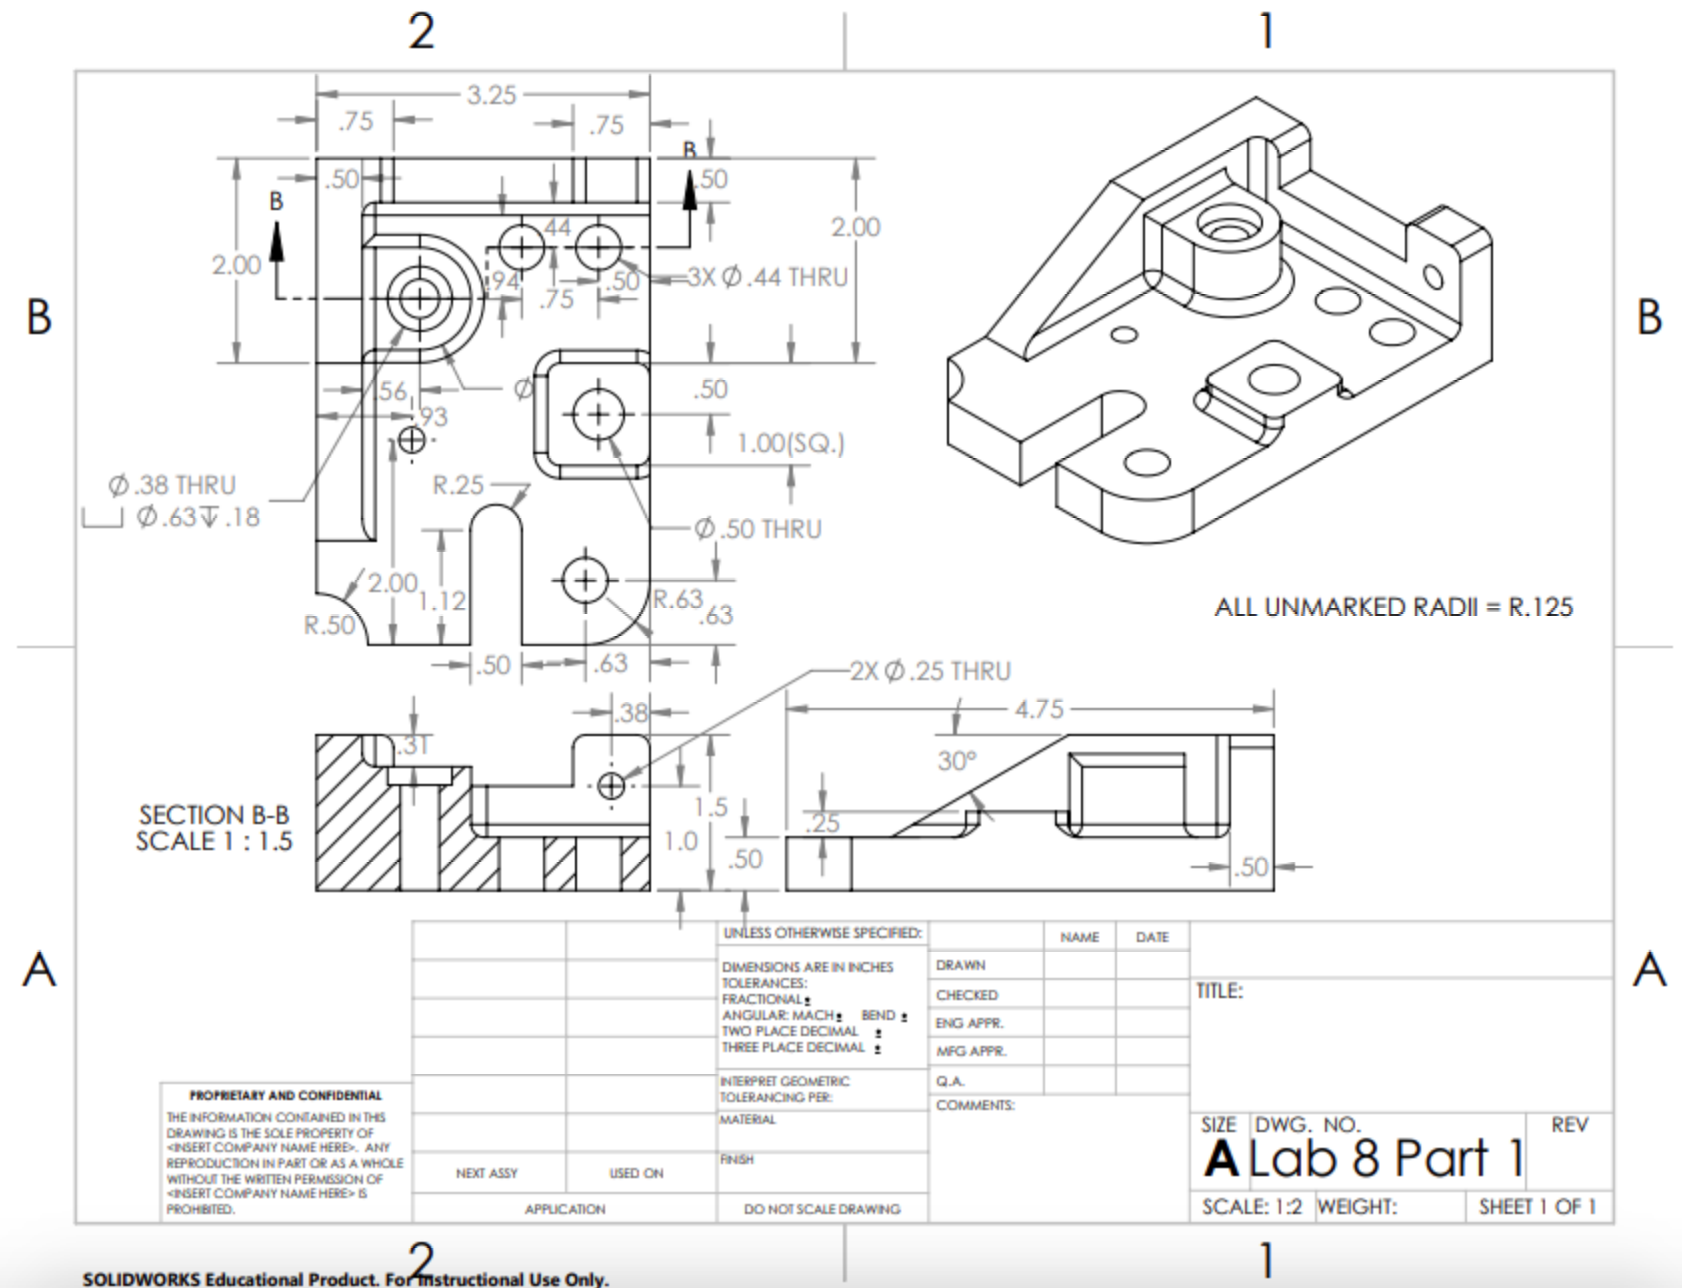 2
1
3.25
.75
.75
B
.50
.50
B
44
2.00
2.00
.94
.50
3X Ø .44 THRU
.75
B
B
.56
Ø
.50
.93
1.00(SQ.)
Ø .38 THRU
R.25
⌴ Ø .63 ↧ .18
Ø .50 THRU
2.00
1.12
R.63
.63
R.50
ALL UNMARKED RADII = R.125
.50
.63
2X Ø .25 THRU
.38
4.75
.31
30°
SECTION B-B
SCALE 1 : 1.5
1.5
.25
1.0
.50
.50
A
A
UNLESS OTHERWISE SPECIFIED:
DIMENSIONS ARE IN INCHES
TOLERANCES:
FRACTIONAL±
ANGULAR: MACH± BEND ±
TWO PLACE DECIMAL ±
THREE PLACE DECIMAL ±
INTERPRET GEOMETRIC
TOLERANCING PER:
MATERIAL
FINISH
DO NOT SCALE DRAWING
NAME DATE
DRAWN
CHECKED
ENG APPR.
MFG APPR.
Q.A.
COMMENTS:
TITLE:
SIZE DWG. NO. REV
A Lab 8 Part 1
SCALE: 1:2 WEIGHT: SHEET 1 OF 1
PROPRIETARY AND CONFIDENTIAL
THE INFORMATION CONTAINED IN THIS
DRAWING IS THE SOLE PROPERTY OF
<INSERT COMPANY NAME HERE>. ANY
REPRODUCTION IN PART OR AS A WHOLE
WITHOUT THE WRITTEN PERMISSION OF
<INSERT COMPANY NAME HERE> IS
PROHIBITED.
NEXT ASSY USED ON
APPLICATION
2
1
SOLIDWORKS Educational Product. For Instructional Use Only.